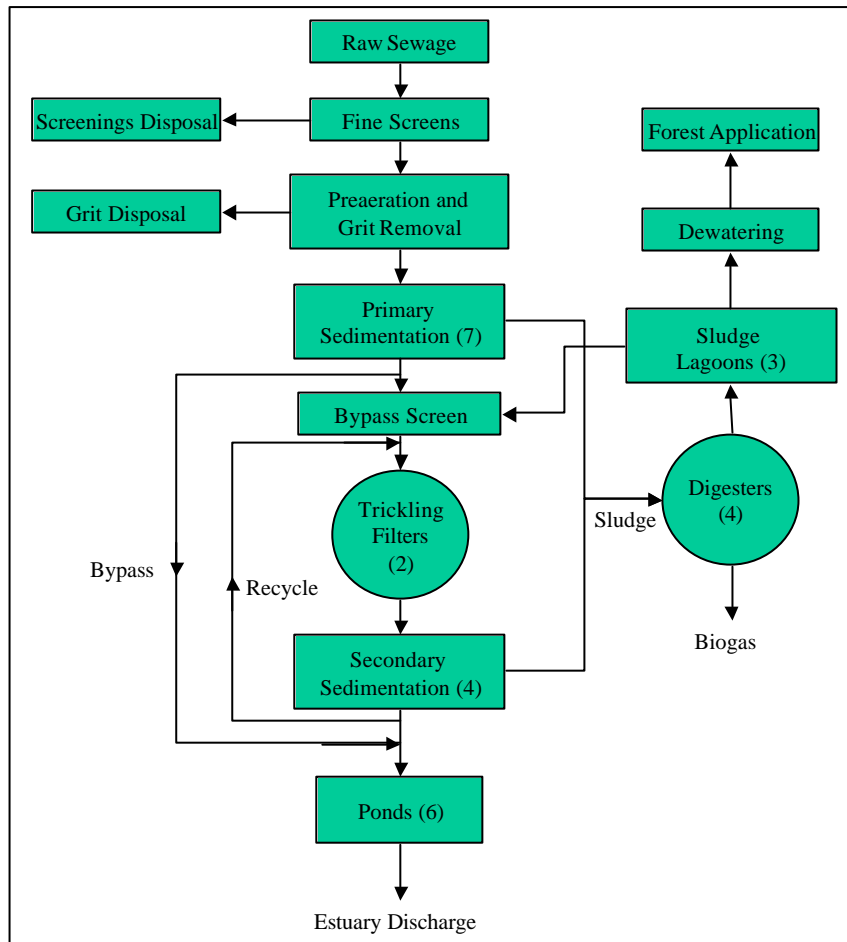 Raw Sewage
Screenings Disposal
Fine Screens
Forest Application
Grit Disposal
Preaeration and
Grit Removal
Dewatering
Primary
Sedimentation (7)
Sludge
Lagoons (3)
Bypass Screen
Trickling
Filters
(2)
Digesters
(4)
Sludge
Bypass
Recycle
Biogas
Secondary
Sedimentation (4)
Ponds (6)
Estuary Discharge